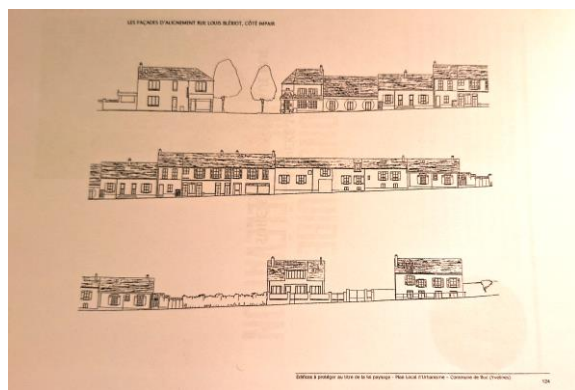 LES FAÇADES D'ALIGNEMENT RUE LOUIS BLÉRIOT, CÔTÉ IMPAIR
Edifices à protéger au titre de la loi paysage - Plan Local d'Urbanisme - Commune de Buc (Yvelines)
124